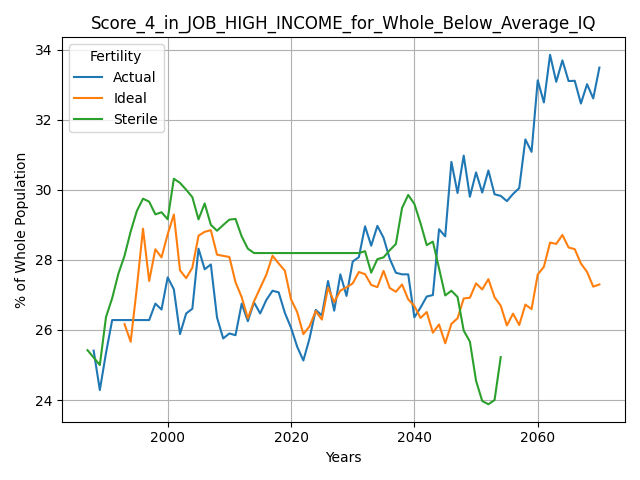 Score_4_in_JOB_HIGH_INCOME_for_Whole_Below_Average_IQ
Fertility
Actual
Ideal
Sterile
% of Whole Population
34
32
30
28
26
24
2000 2020 2040 2060
Years